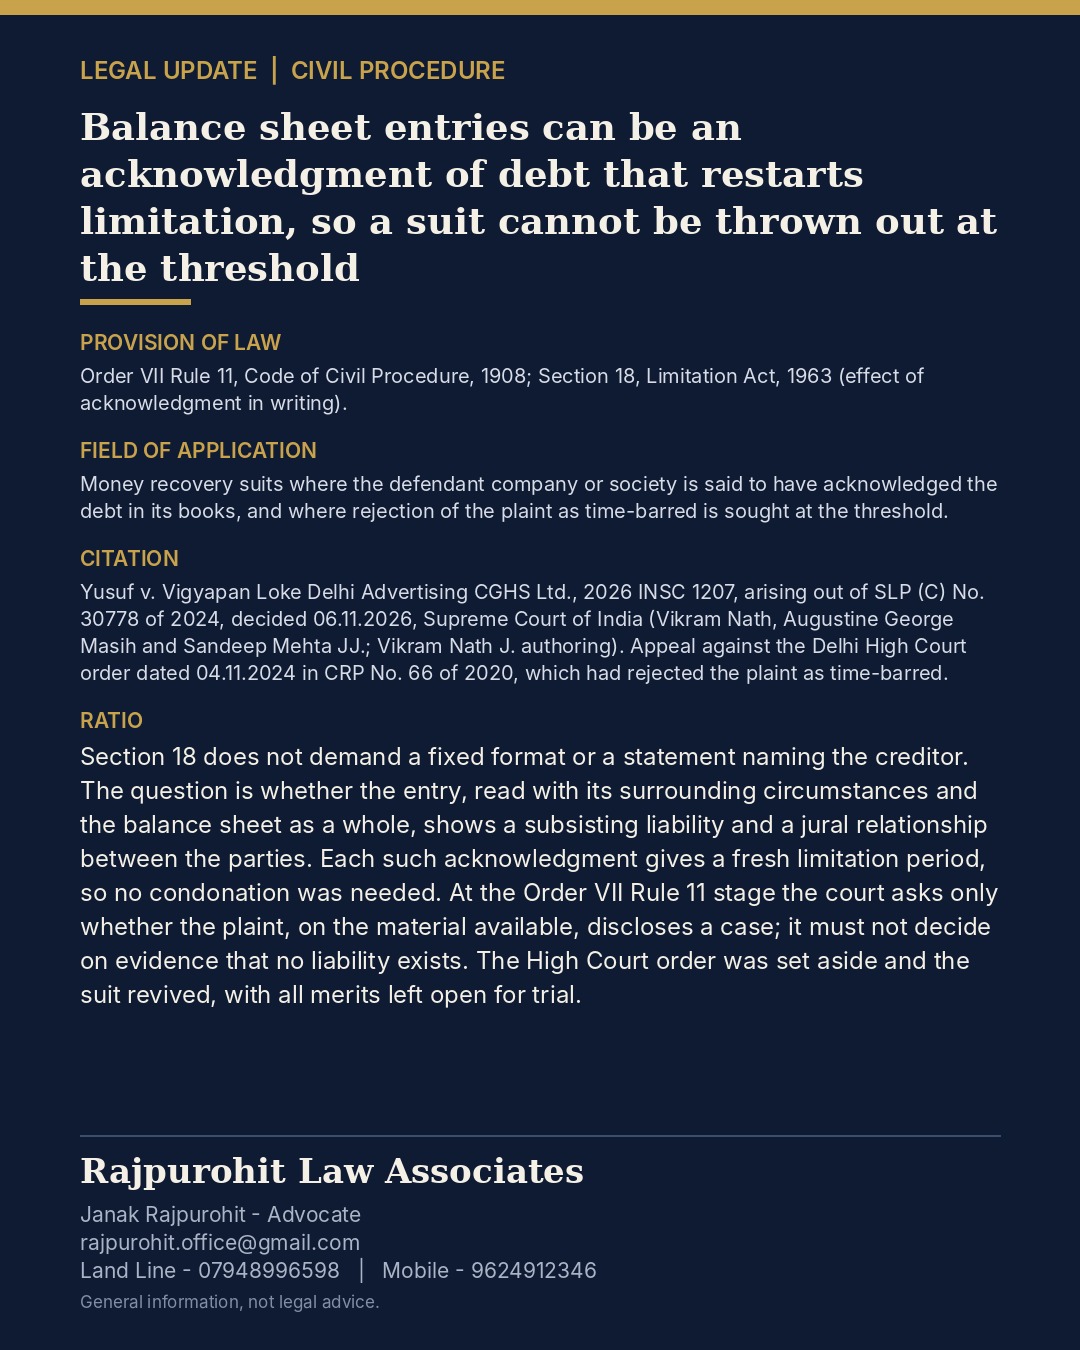 LEGAL UPDATE | CIVIL PROCEDURE
Balance sheet entries can be an
acknowledgment of debt that restarts
limitation, so a suit cannot be thrown out at
the threshold
PROVISION OF LAW
Order VII Rule 11, Code of Civil Procedure, 1908; Section 18, Limitation Act, 1963 (effect of
acknowledgment in writing).
FIELD OF APPLICATION
Money recovery suits where the defendant company or society is said to have acknowledged the
debt in its books, and where rejection of the plaint as time-barred is sought at the threshold.
CITATION
Yusuf v. Vigyapan Loke Delhi Advertising CGHS Ltd., 2026 INSC 1207, arising out of SLP (C) No.
30778 of 2024, decided 06.11.2026, Supreme Court of India (Vikram Nath, Augustine George
Masih and Sandeep Mehta JJ.; Vikram Nath J. authoring). Appeal against the Delhi High Court
order dated 04.11.2024 in CRP No. 66 of 2020, which had rejected the plaint as time-barred.
RATIO
Section 18 does not demand a fixed format or a statement naming the creditor.
The question is whether the entry, read with its surrounding circumstances and
the balance sheet as a whole, shows a subsisting liability and a jural relationship
between the parties. Each such acknowledgment gives a fresh limitation period,
so no condonation was needed. At the Order VII Rule 11 stage the court asks only
whether the plaint, on the material available, discloses a case; it must not decide
on evidence that no liability exists. The High Court order was set aside and the
suit revived, with all merits left open for trial.
Rajpurohit Law Associates
Janak Rajpurohit - Advocate
rajpurohit.office@gmail.com
Land Line - 07948996598 | Mobile - 9624912346
General information, not legal advice.